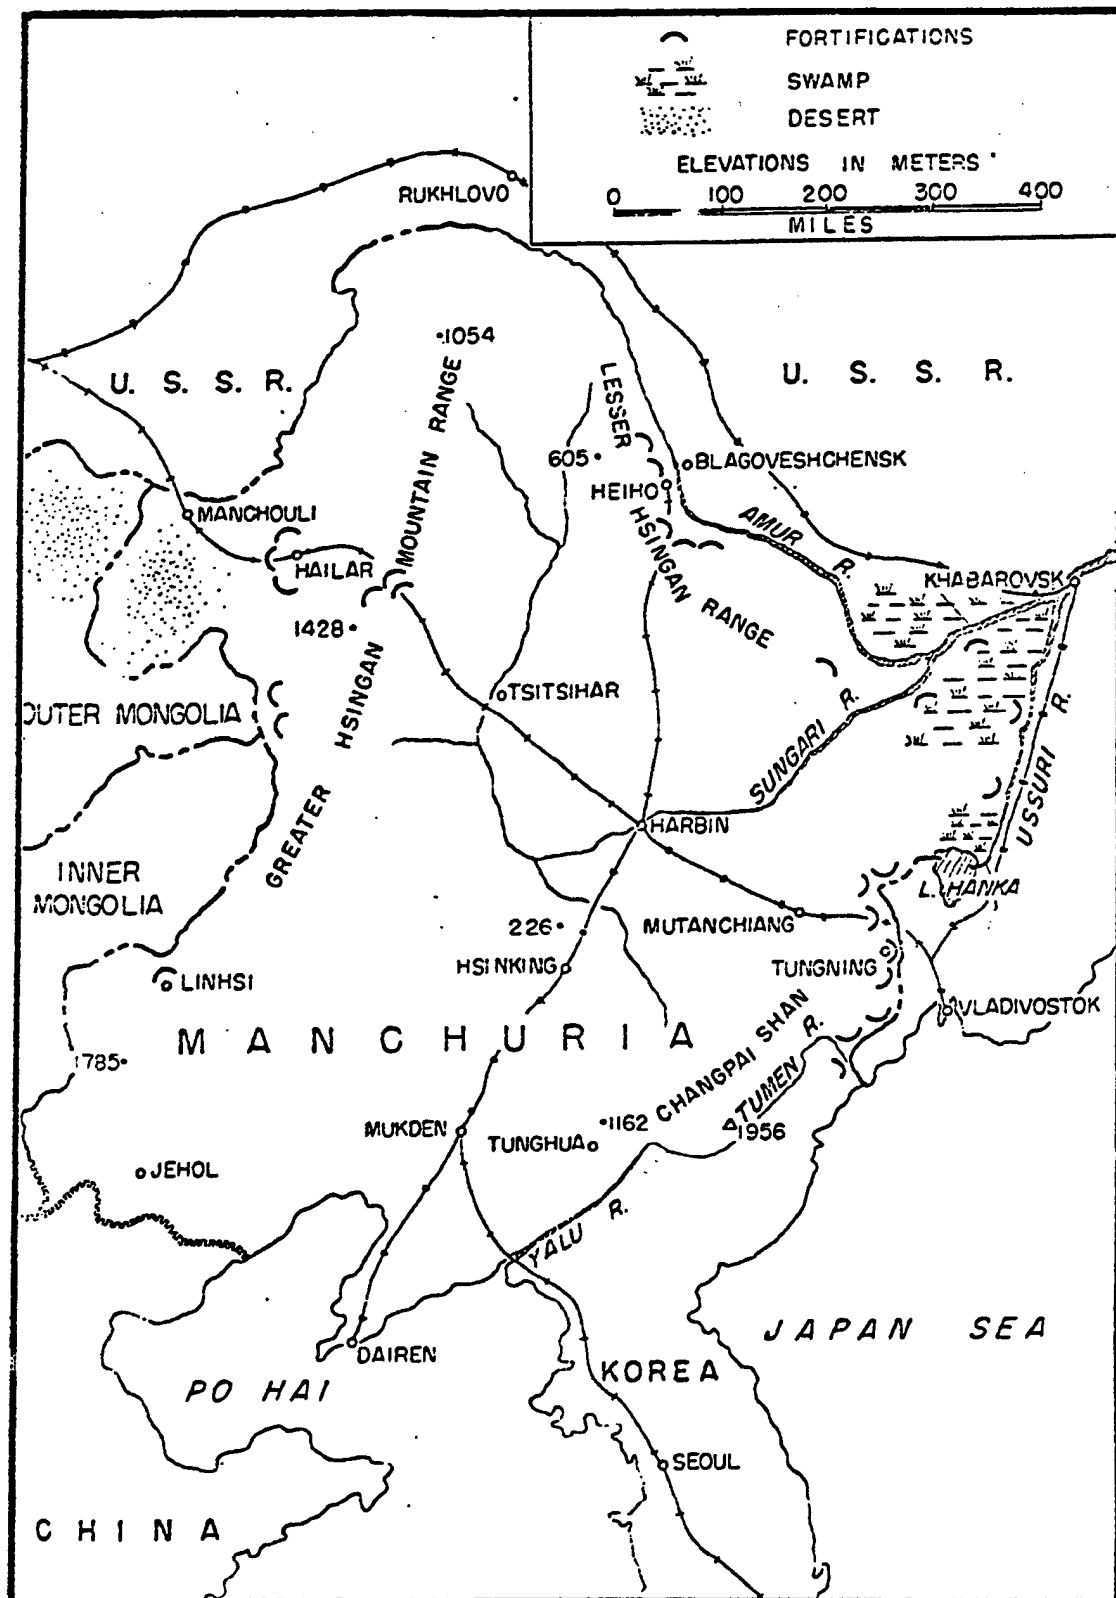 FORTIFICATIONS
SWAMP
DESERT
ELEVATIONS IN METERS
0 100 200 300 400
MILES
RUKHLOVO
1054
U. S. S. R.
U. S. S. R.
LESSER
HSINGAN RANGE
605
BLAGOVESHCHENSK
HEIHO
MANCHOULI
AMUR R.
HAILAR
KHABAROVSK
GREATER HSINGAN
MOUNTAIN RANGE
1428
TSITSIHAR
OUTER MONGOLIA
SUNGARI R.
USSURI R.
HARBIN
INNER
MONGOLIA
L. HANKA
226
MUTANCHIANG
HSINKING
TUNGNING
LINHSI
VLADIVOSTOK
MANCHURIA
1785
CHANGPAI SHAN
TUMEN R.
1162
1956
MUKDEN
TUNGHUA
JEHOL
YALU R.
JAPAN SEA
DAIREN
KOREA
PO HAI
SEOUL
CHINA